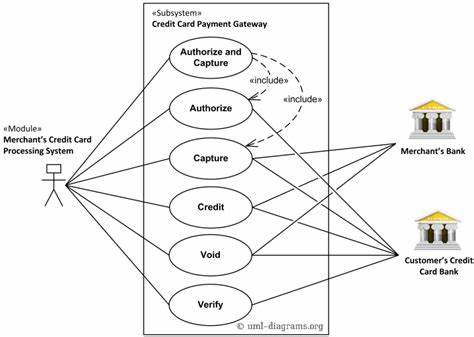 «Subsystem»
Credit Card Payment Gateway
Authorize and
Capture
«include»
Authorize
«include»
«Module»
Merchant's Credit Card
Processing System
Capture
Merchant's Bank
Credit
Void
Customer's Credit
Card Bank
Verify
© uml-diagrams.org